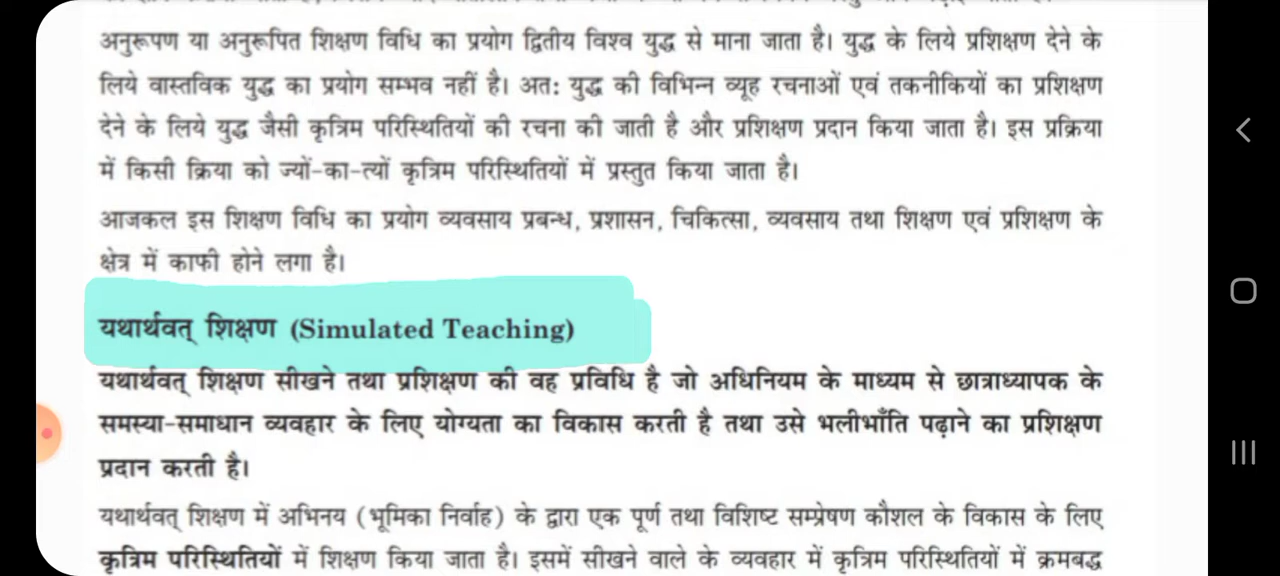 अनुरूपण या अनुरूपित शिक्षण विधि का प्रयोग द्वितीय विश्व युद्ध से माना जाता है। युद्ध के लिये प्रशिक्षण देने के
लिये वास्तविक युद्ध का प्रयोग सम्भव नहीं है। अतः युद्ध की विभिन्न व्यूह रचनाओं एवं तकनीकियों का प्रशिक्षण
देने के लिये युद्ध जैसी कृत्रिम परिस्थितियों की रचना की जाती है और प्रशिक्षण प्रदान किया जाता है। इस प्रक्रिया
में किसी क्रिया को ज्यों-का-त्यों कृत्रिम परिस्थितियों में प्रस्तुत किया जाता है।
आजकल इस शिक्षण विधि का प्रयोग व्यवसाय प्रबन्ध, प्रशासन, चिकित्सा, व्यवसाय तथा शिक्षण एवं प्रशिक्षण के
क्षेत्र में काफी होने लगा है।
यथार्थवत् शिक्षण (Simulated Teaching)
यथार्थवत् शिक्षण सीखने तथा प्रशिक्षण की वह प्रविधि है जो अधिनियम के माध्यम से छात्राध्यापक के
समस्या-समाधान व्यवहार के लिए योग्यता का विकास करती है तथा उसे भलीभाँति पढ़ाने का प्रशिक्षण
प्रदान करती है।
यथार्थवत् शिक्षण में अभिनय (भूमिका निर्वाह) के द्वारा एक पूर्ण तथा विशिष्ट सम्प्रेषण कौशल के विकास के लिए
कृत्रिम परिस्थितियों में शिक्षण किया जाता है। इसमें सीखने वाले के व्यवहार में कृत्रिम परिस्थितियों में क्रमबद्ध